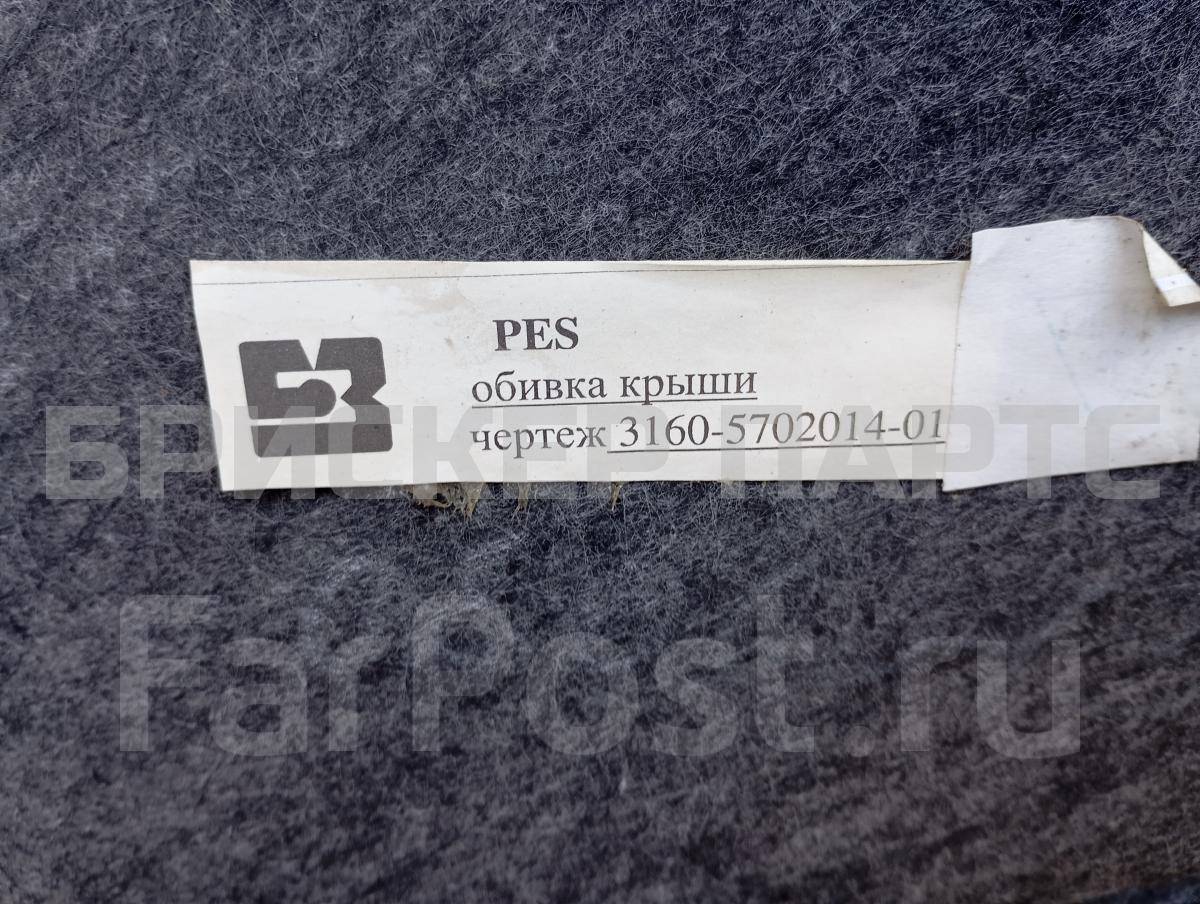 PES
обивка крыши
чертеж 3160-5702014-01
БРИСКЕР ПАРТС
FarPost.ru